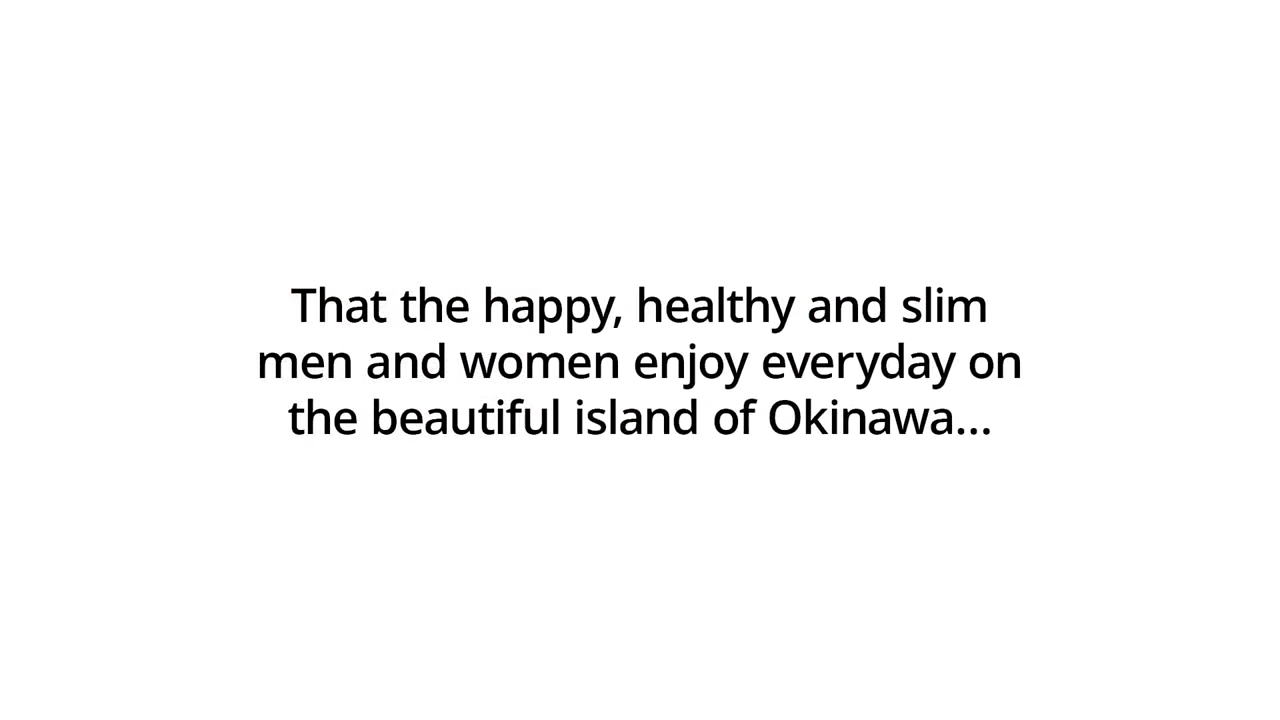 That the happy, healthy and slim
men and women enjoy everyday on
the beautiful island of Okinawa...